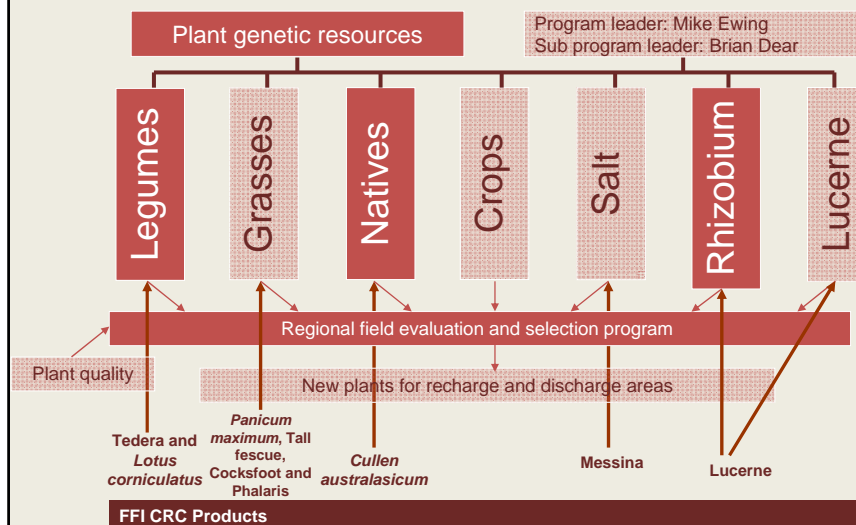 Plant genetic resources
Program leader: Mike Ewing
Sub program leader: Brian Dear
Legumes
Grasses
Natives
Crops
Salt
Rhizobium
Lucerne
Regional field evaluation and selection program
Plant quality
New plants for recharge and discharge areas
Tedera and
Lotus
corniculatus
Panicum
maximum, Tall
fescue,
Cocksfoot and
Phalaris
Cullen
australasicum
Messina
Lucerne
FFI CRC Products